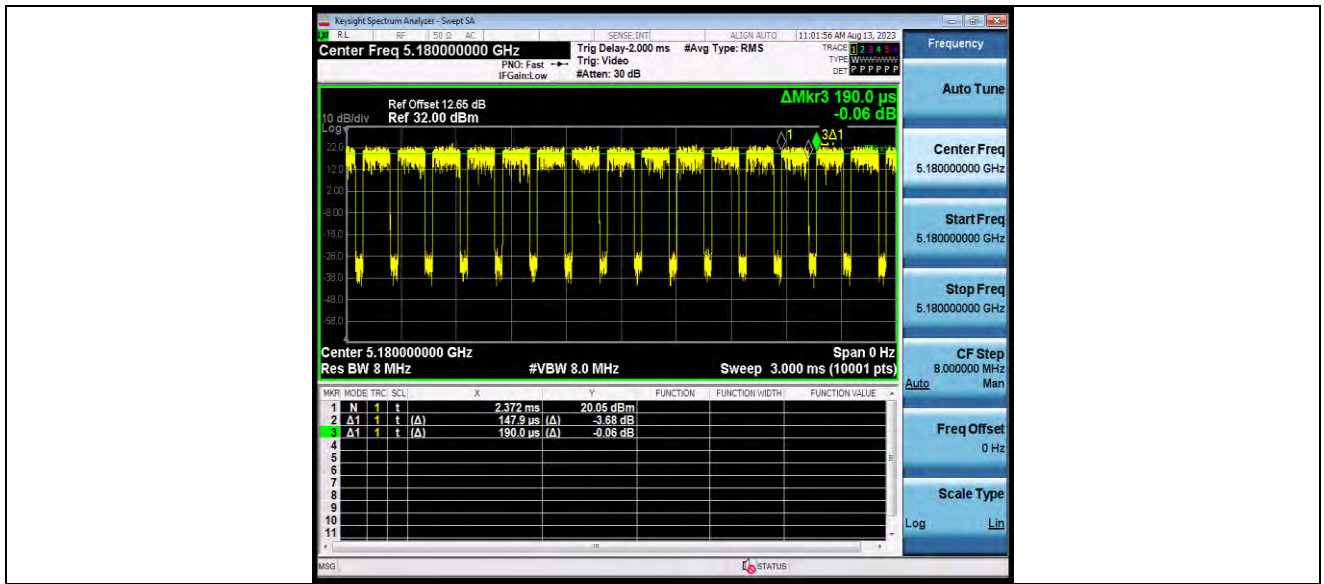 Keysight Spectrum Analyzer - Swept SA
RL RF 50 Ω AC SENSE:INT ALIGN AUTO 11:01:56 AM Aug 13, 2023
Center Freq 5.180000000 GHz
PNO: Fast
IFGain:Low
Trig Delay-2.000 ms
Trig: Video
#Atten: 30 dB
#Avg Type: RMS
TRACE 1 2 3 4 5 6
TYPE WWWWWW
DET P P P P P P
Frequency
ΔMkr3 190.0 µs
-0.06 dB
Ref Offset 12.65 dB
10 dB/div Ref 32.00 dBm
Log
22.0
12.0
2.00
-8.00
-18.0
-28.0
-38.0
-48.0
-58.0
1
3Δ1
Center 5.180000000 GHz Span 0 Hz
Res BW 8 MHz #VBW 8.0 MHz Sweep 3.000 ms (10001 pts)
MKR MODE TRC SCL X Y FUNCTION FUNCTION WIDTH FUNCTION VALUE
1 N 1 t 2.372 ms 20.05 dBm
2 Δ1 1 t (Δ) 147.9 µs (Δ) -3.68 dB
3 Δ1 1 t (Δ) 190.0 µs (Δ) -0.06 dB
4
5
6
7
8
9
10
11
MSG STATUS
Auto Tune
Center Freq
5.180000000 GHz
Start Freq
5.180000000 GHz
Stop Freq
5.180000000 GHz
CF Step
8.000000 MHz
Auto Man
Freq Offset
0 Hz
Scale Type
Log Lin